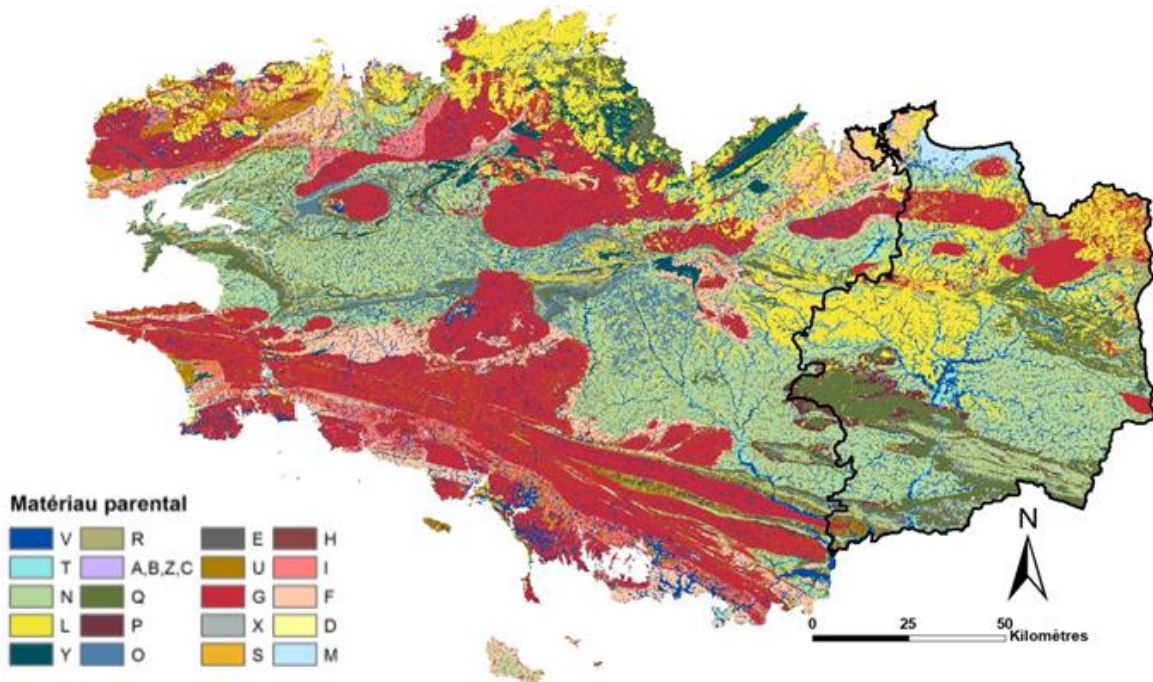 Matériau parental
V R E H
T A,B,Z,C U I
N Q G F
L P X D
Y O S M
N
0 25 50
Kilomètres